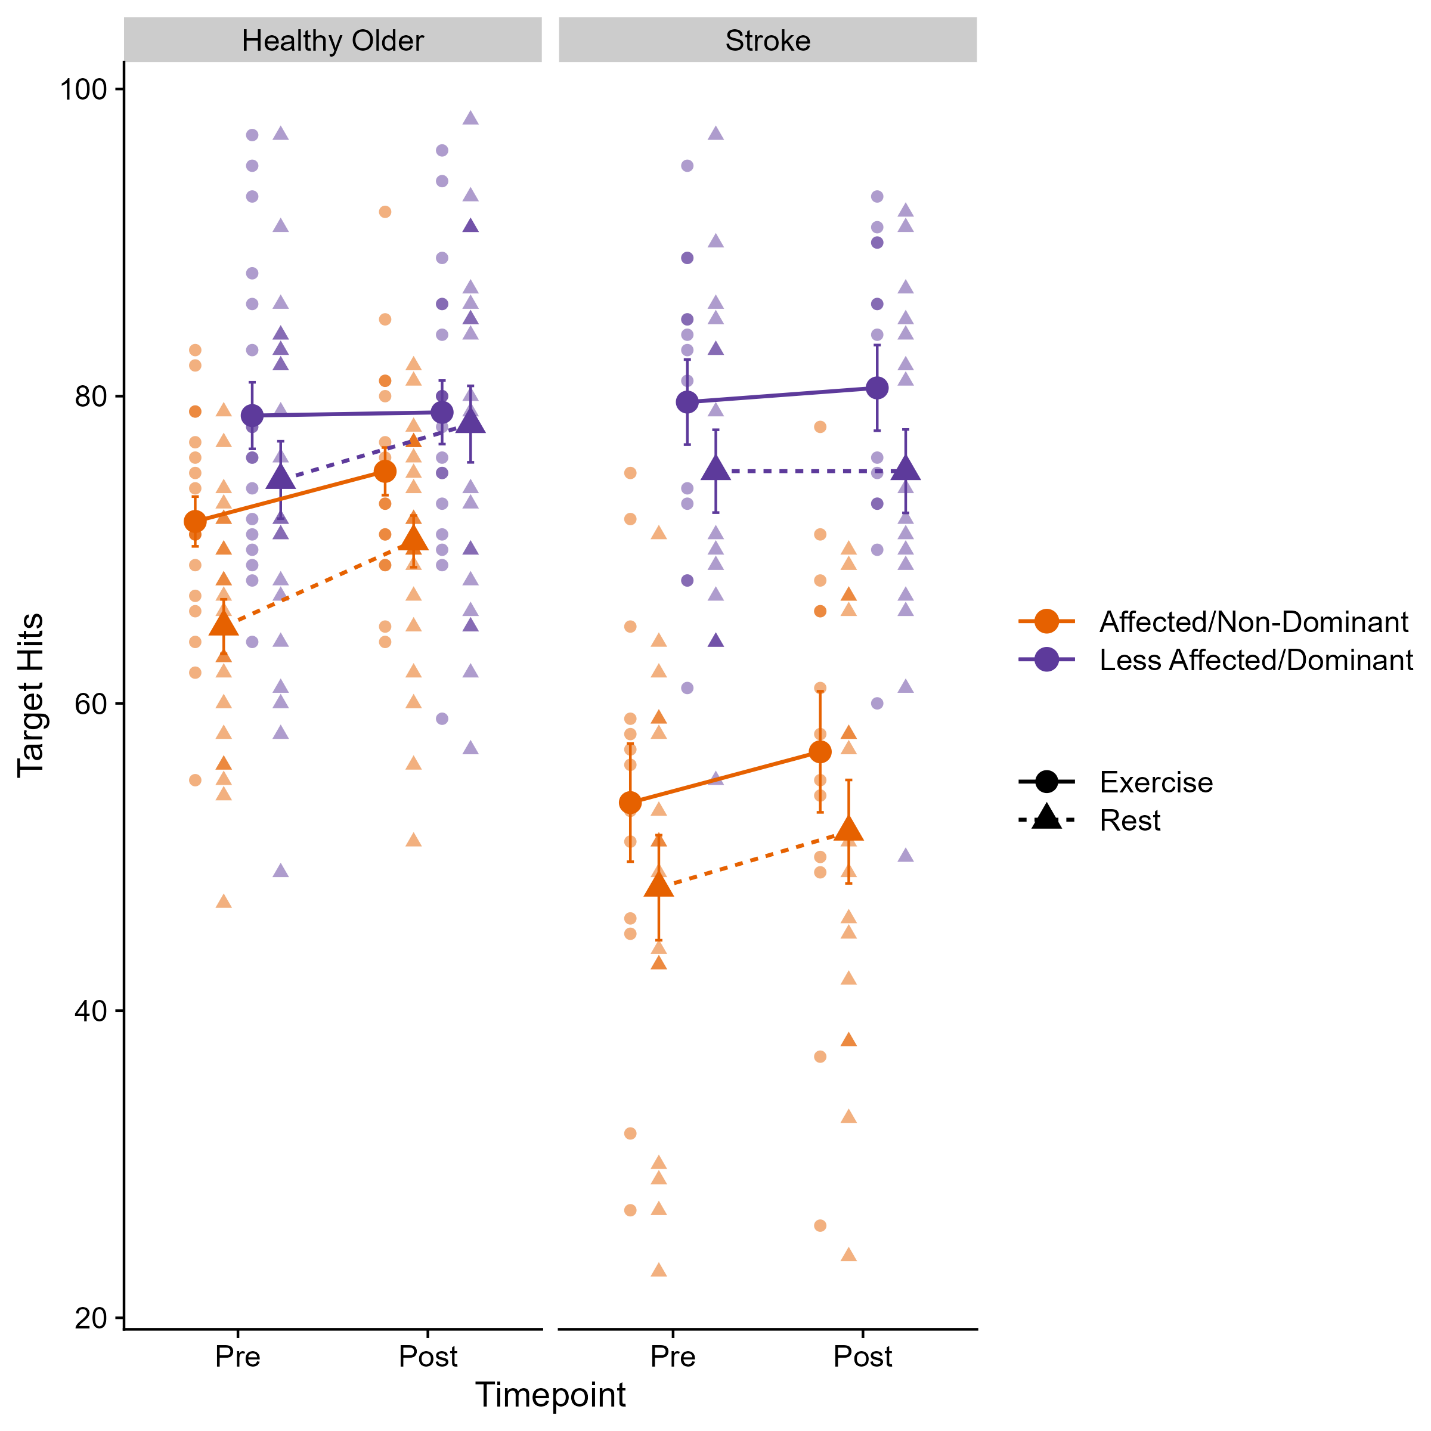 Healthy Older
Stroke
100
80
60
40
20
Target Hits
Pre
Post
Pre
Post
Timepoint
Affected/Non-Dominant
Less Affected/Dominant
Exercise
Rest